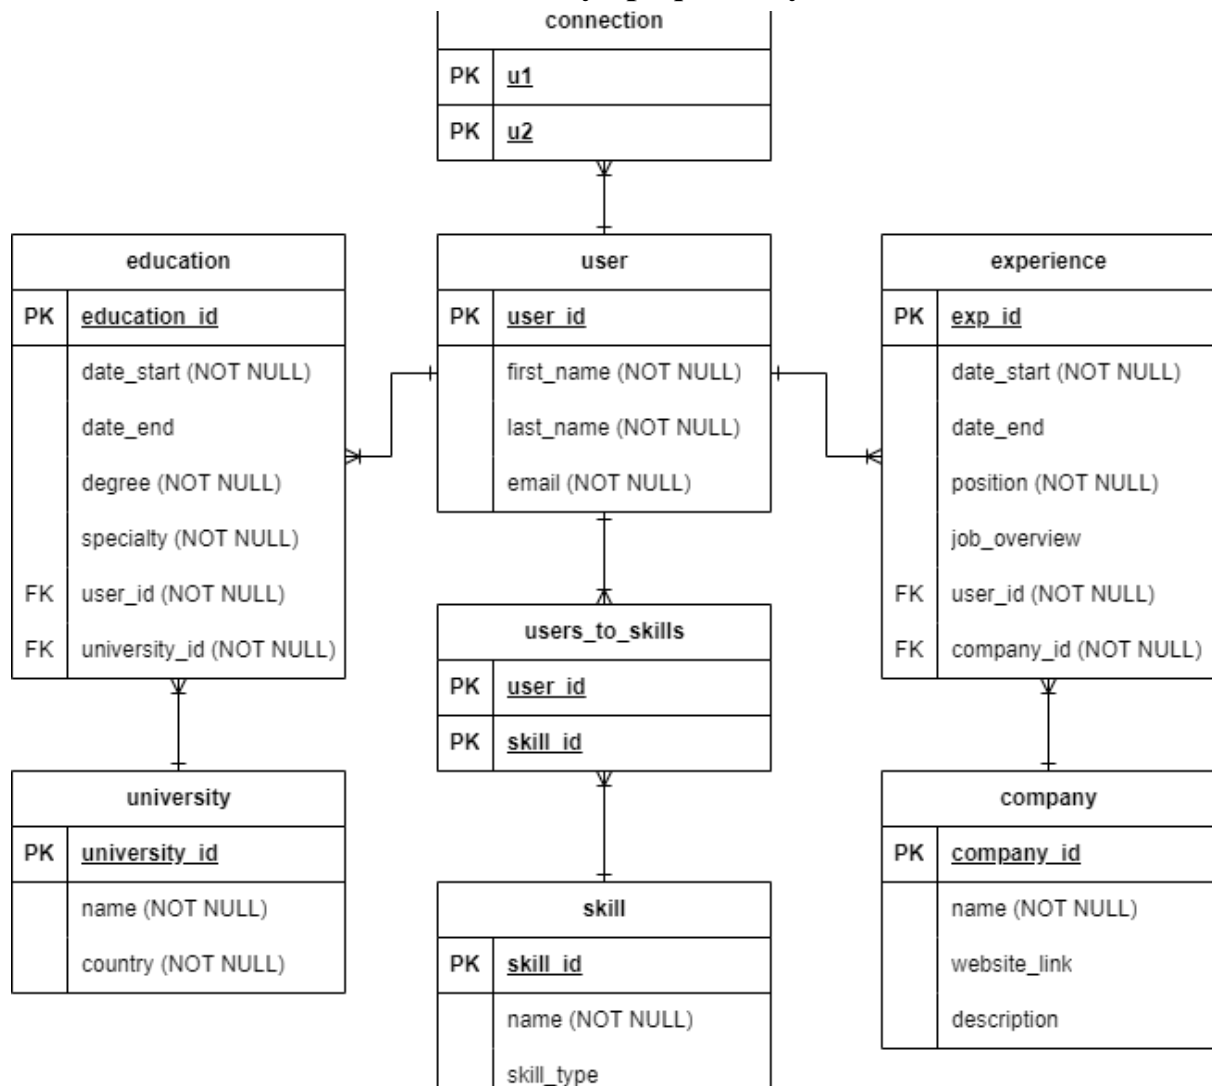 connection
PK u1
PK u2
education
PK education_id
date_start (NOT NULL)
date_end
degree (NOT NULL)
specialty (NOT NULL)
FK user_id (NOT NULL)
FK university_id (NOT NULL)
user
PK user_id
first_name (NOT NULL)
last_name (NOT NULL)
email (NOT NULL)
experience
PK exp_id
date_start (NOT NULL)
date_end
position (NOT NULL)
job_overview
FK user_id (NOT NULL)
FK company_id (NOT NULL)
users_to_skills
PK user_id
PK skill_id
university
PK university_id
name (NOT NULL)
country (NOT NULL)
skill
PK skill_id
name (NOT NULL)
skill_type
company
PK company_id
name (NOT NULL)
website_link
description